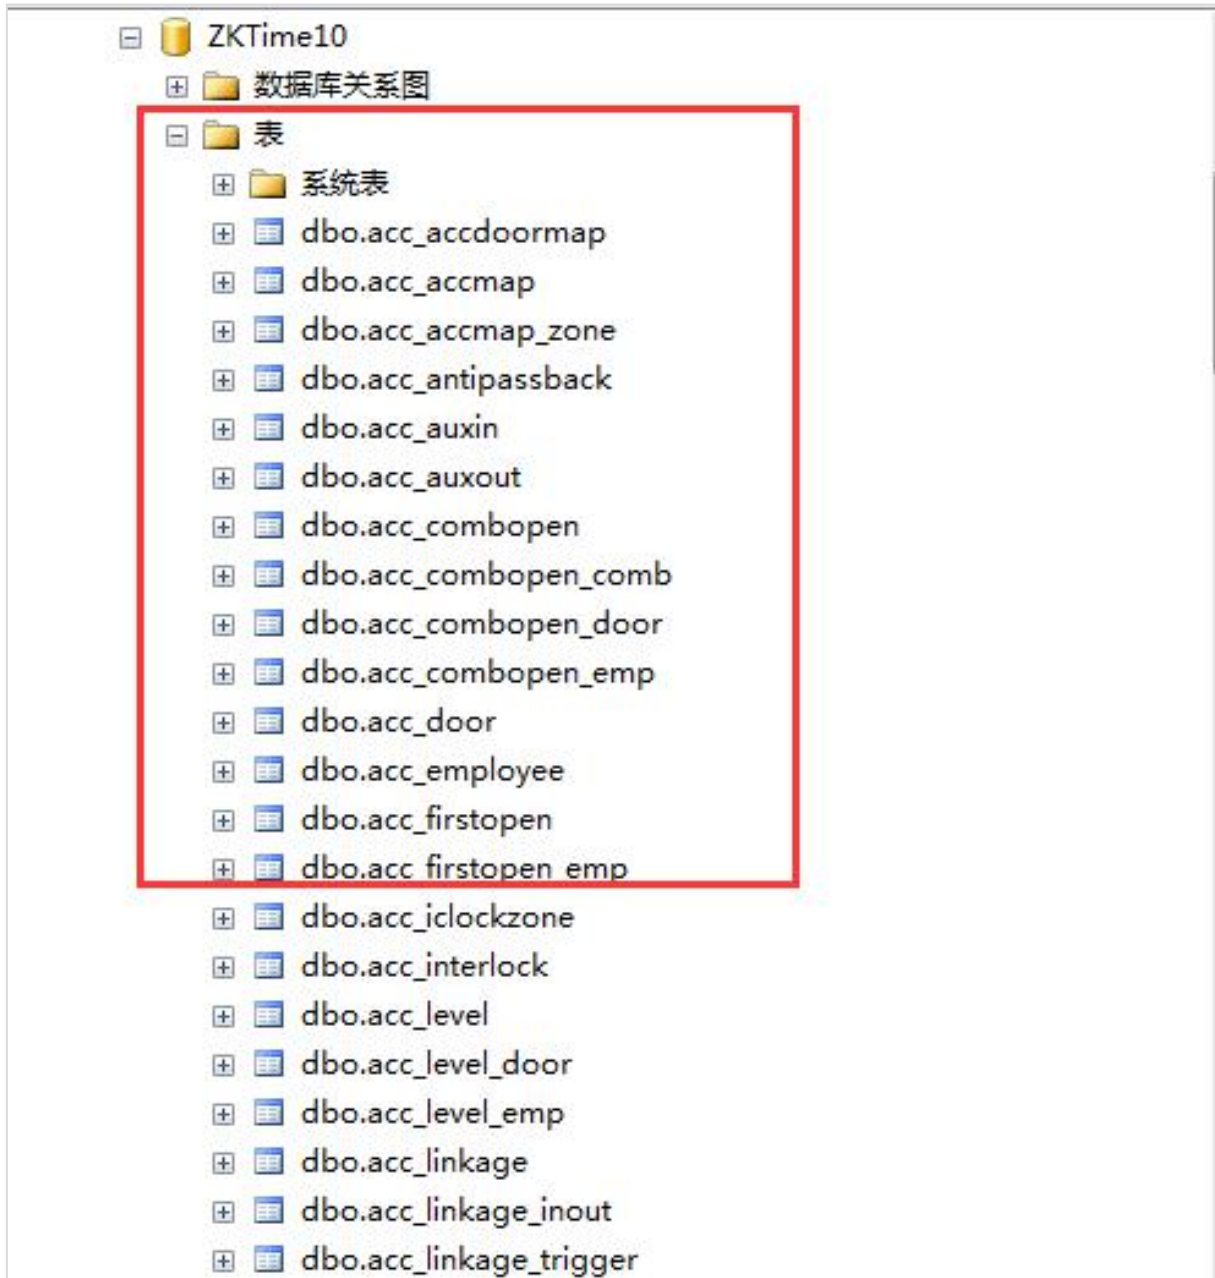 ZKTime10
数据库关系图
表
系统表
dbo.acc_accdoormap
dbo.acc_accmap
dbo.acc_accmap_zone
dbo.acc_antipassback
dbo.acc_auxin
dbo.acc_auxout
dbo.acc_combopen
dbo.acc_combopen_comb
dbo.acc_combopen_door
dbo.acc_combopen_emp
dbo.acc_door
dbo.acc_employee
dbo.acc_firstopen
dbo.acc_firstopen_emp
dbo.acc_iclockzone
dbo.acc_interlock
dbo.acc_level
dbo.acc_level_door
dbo.acc_level_emp
dbo.acc_linkage
dbo.acc_linkage_inout
dbo.acc_linkage_trigger